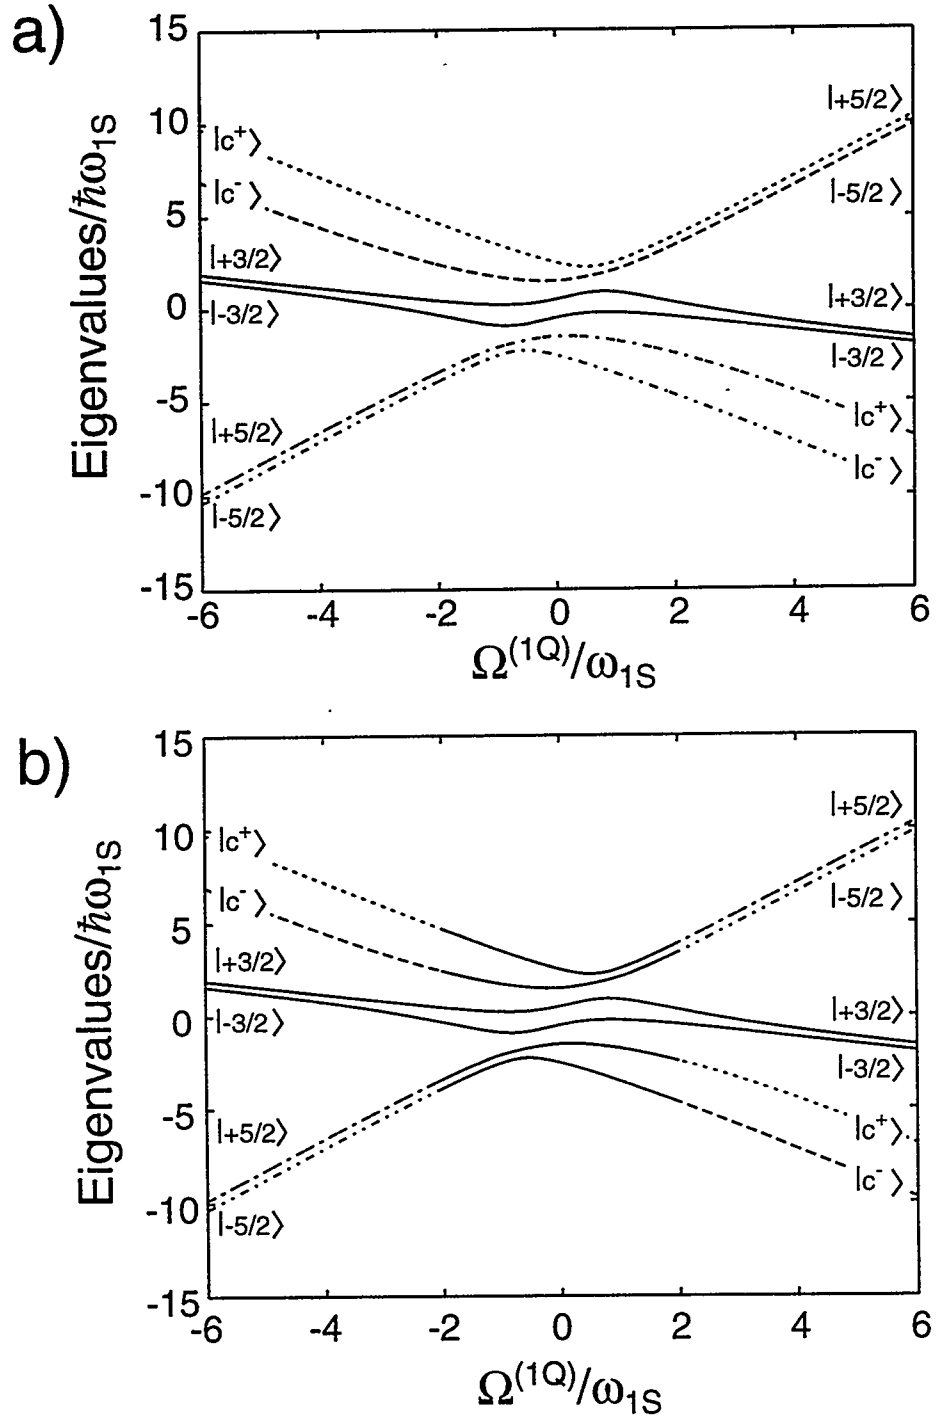 a)
15
10
5
0
-5
-10
-15
Eigenvalues/ħω1S
|c+⟩
|c-⟩
|+3/2⟩
|-3/2⟩
|+5/2⟩
|-5/2⟩
|+5/2⟩
|-5/2⟩
|+3/2⟩
|-3/2⟩
|c+⟩
|c-⟩
-6 -4 -2 0 2 4 6
Ω(1Q)/ω1S
b)
15
10
5
0
-5
-10
-15
Eigenvalues/ħω1S
|c+⟩
|c-⟩
|+3/2⟩
|-3/2⟩
|+5/2⟩
|-5/2⟩
|+5/2⟩
|-5/2⟩
|+3/2⟩
|-3/2⟩
|c+⟩
|c-⟩
-6 -4 -2 0 2 4 6
Ω(1Q)/ω1S